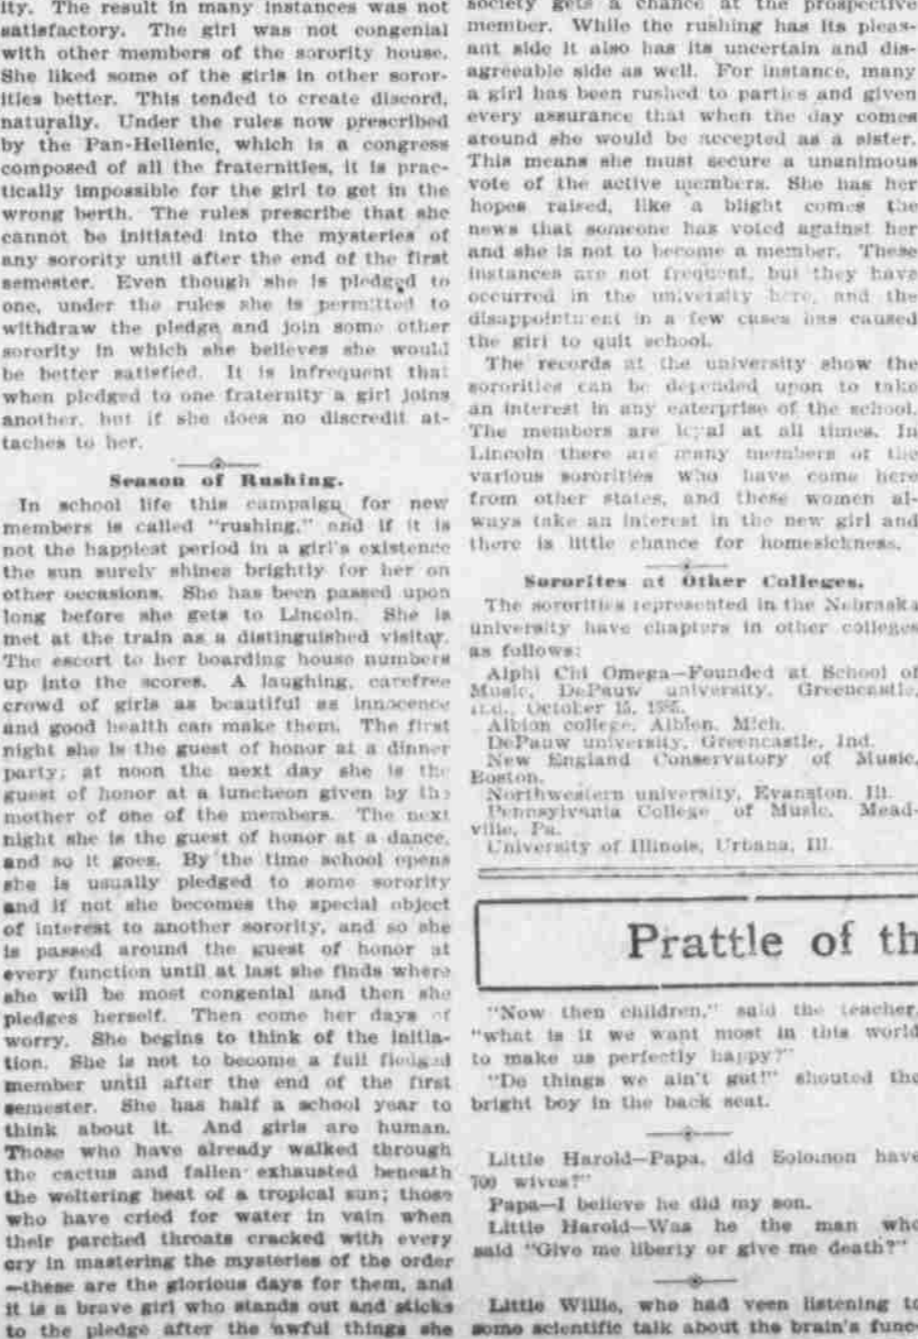 ity. The result in many instances was not
satisfactory. The girl was not congenial
with other members of the sorority house.
She liked some of the girls in other soror-
ities better. This tended to create discord,
naturally. Under the rules now prescribed
by the Pan-Hellenic, which is a congress
composed of all the fraternities, it is prac-
tically impossible for the girl to get in the
wrong berth. The rules prescribe that she
cannot be initiated into the mysteries of
any sorority until after the end of the first
semester. Even though she is pledged to
one, under the rules she is permitted to
withdraw the pledge and join some other
sorority in which she believes she would
be better satisfied. It is infrequent that
when pledged to one fraternity a girl joins
another, but if she does no discredit at-
taches to her.
Season of Rushing.
In school life this campaign for new
members is called "rushing," and if it is
not the happiest period in a girl's existence
the sun surely shines brightly for her on
other occasions. She has been passed upon
long before she gets to Lincoln. She is
met at the train as a distinguished visitor.
The escort to her boarding house numbers
up into the scores. A laughing, carefree
crowd of girls as beautiful as innocence
and good health can make them. The first
night she is the guest of honor at a dinner
party; at noon the next day she is the
guest of honor at a luncheon given by the
mother of one of the members. The next
night she is the guest of honor at a dance,
and so it goes. By the time school opens
she is usually pledged to some sorority
and if not she becomes the special object
of interest to another sorority, and so she
is passed around the guest of honor at
every function until at last she finds where
she will be most congenial and then she
pledges herself. Then come her days of
worry. She begins to think of the initia-
tion. She is not to become a full fledged
member until after the end of the first
semester. She has half a school year to
think about it. And girls are human.
Those who have already walked through
the cactus and fallen exhausted beneath
the weltering heat of a tropical sun; those
who have cried for water in vain when
their parched throats cracked with every
cry in mastering the mysteries of the order
—these are the glorious days for them, and
it is a brave girl who stands out and sticks
to the pledge after the awful things she
society gets a chance at the prospective
member. While the rushing has its pleas-
ant side it also has its uncertain and dis-
agreeable side as well. For instance, many
a girl has been rushed to parties and given
every assurance that when the day comes
around she would be accepted as a sister.
This means she must secure a unanimous
vote of the active members. She has her
hopes raised, like a blight comes the
news that someone has voted against her
and she is not to become a member. These
instances are not frequent, but they have
occurred in the university here, and the
disappointment in a few cases has caused
the girl to quit school.
The records at the university show the
sororities can be depended upon to take
an interest in any enterprise of the school.
The members are loyal at all times. In
Lincoln there are many members of the
various sororities who have come here
from other states, and these women al-
ways take an interest in the new girl and
there is little chance for homesickness.
Sororites at Other Colleges.
The sororities represented in the Nebraska
university have chapters in other colleges
as follows:
Alphi Chi Omega—Founded at School of
Music, DePauw university, Greencastle,
Ind., October 15, 1885.
Albion college, Albion, Mich.
DePauw university, Greencastle, Ind.
New England Conservatory of Music,
Boston.
Northwestern university, Evanston, Ill.
Pennsylvania College of Music, Mead-
ville, Pa.
University of Illinois, Urbana, Ill.
Prattle of th
"Now then children," said the teacher,
"what is it we want most in this world
to make us perfectly happy?"
"De things we ain't got!" shouted the
bright boy in the back seat.
Little Harold—Papa, did Solomon have
700 wives?"
Papa—I believe he did my son.
Little Harold—Was he the man who
said "Give me liberty or give me death?"
Little Willie, who had veen listening to
some scientific talk about the brain's func-